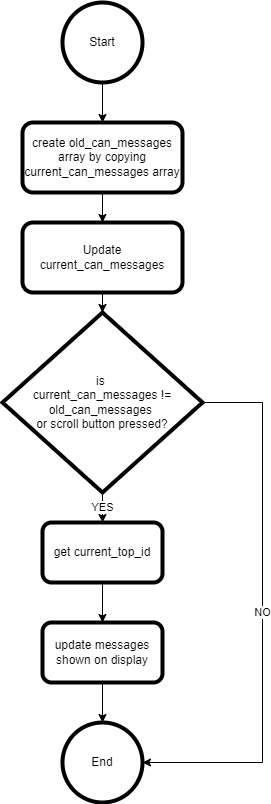 Start
create old_can_messages
array by copying
current_can_messages array
Update
current_can_messages
is
current_can_messages !=
old_can_messages
or scroll button pressed?
YES
get current_top_id
NO
update messages
shown on display
End